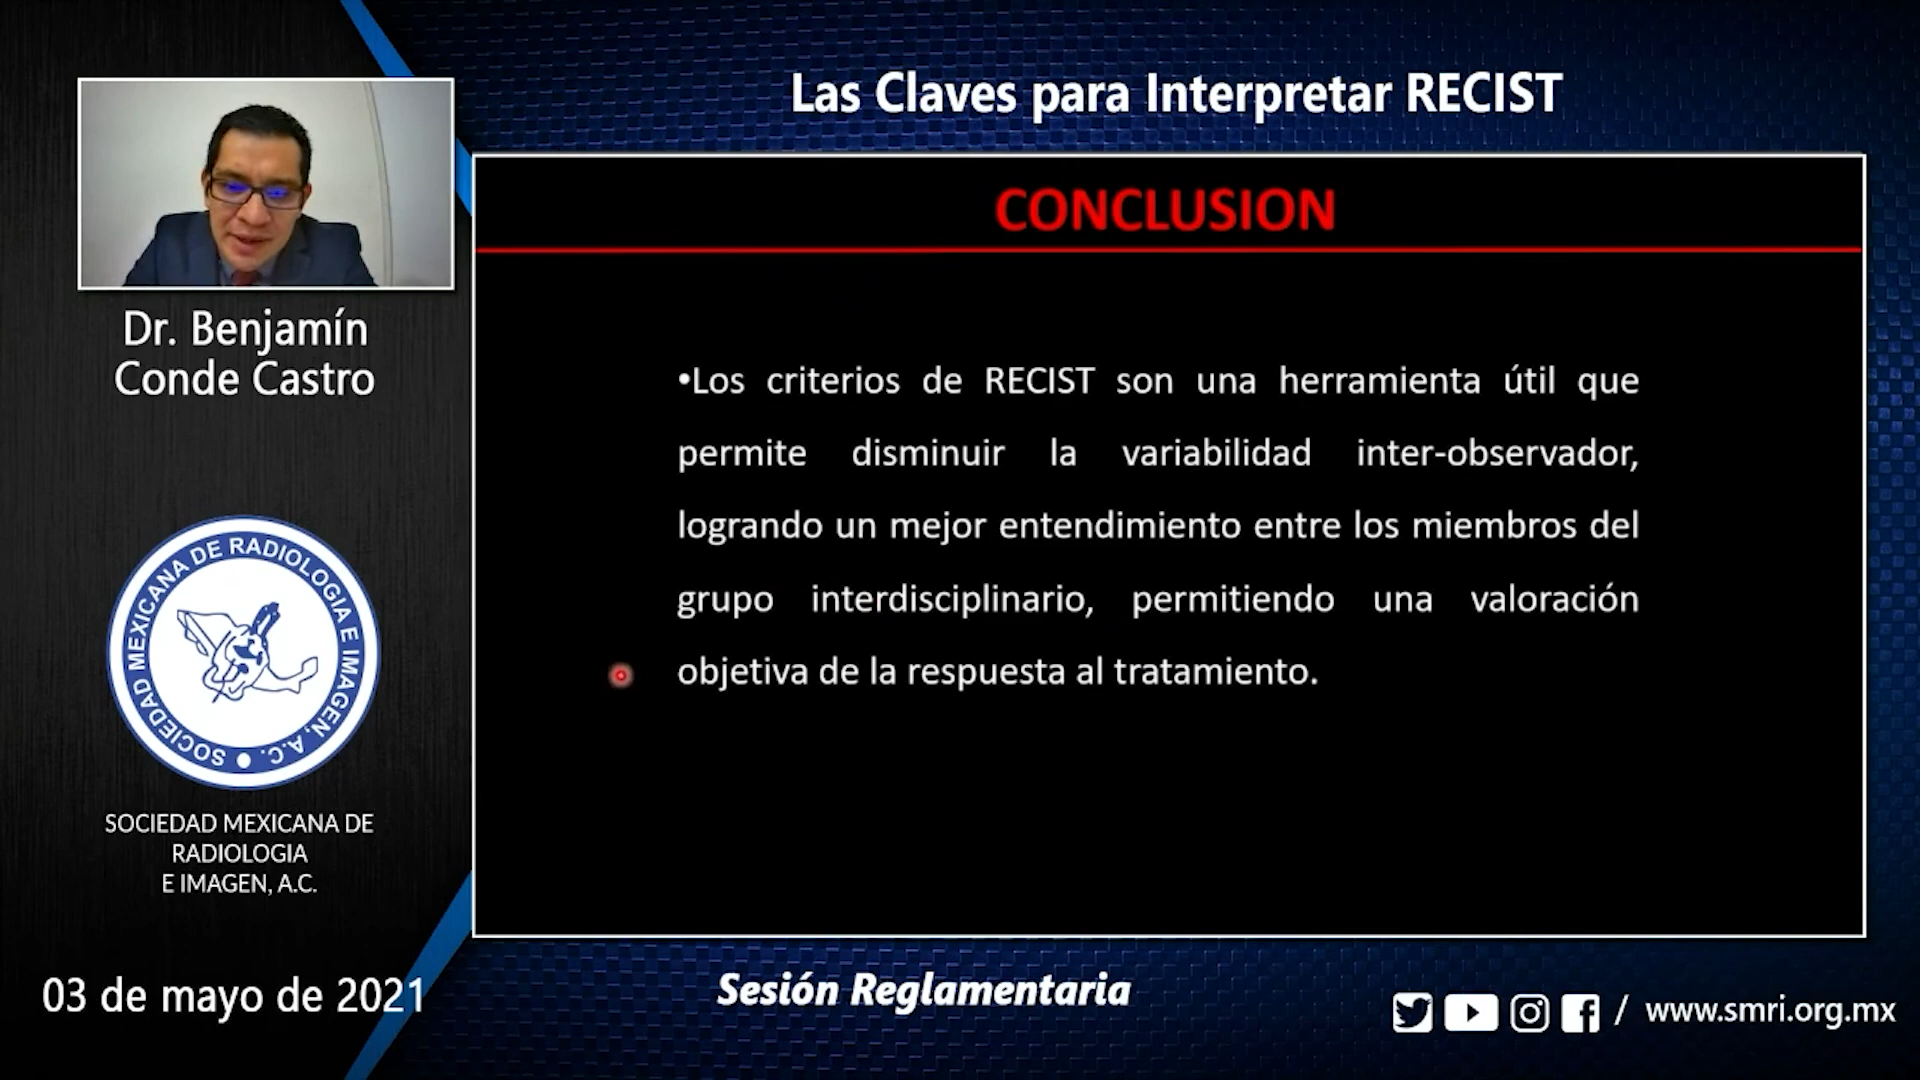 Las Claves para Interpretar RECIST
Dr. Benjamín
Conde Castro
SOCIEDAD MEXICANA DE RADIOLOGIA E IMAGEN, A.C.
SOCIEDAD MEXICANA DE
RADIOLOGIA
E IMAGEN, A.C.
03 de mayo de 2021
CONCLUSION
•Los criterios de RECIST son una herramienta útil que
permite disminuir la variabilidad inter-observador,
logrando un mejor entendimiento entre los miembros del
grupo interdisciplinario, permitiendo una valoración
objetiva de la respuesta al tratamiento.
Sesión Reglamentaria
/ www.smri.org.mx